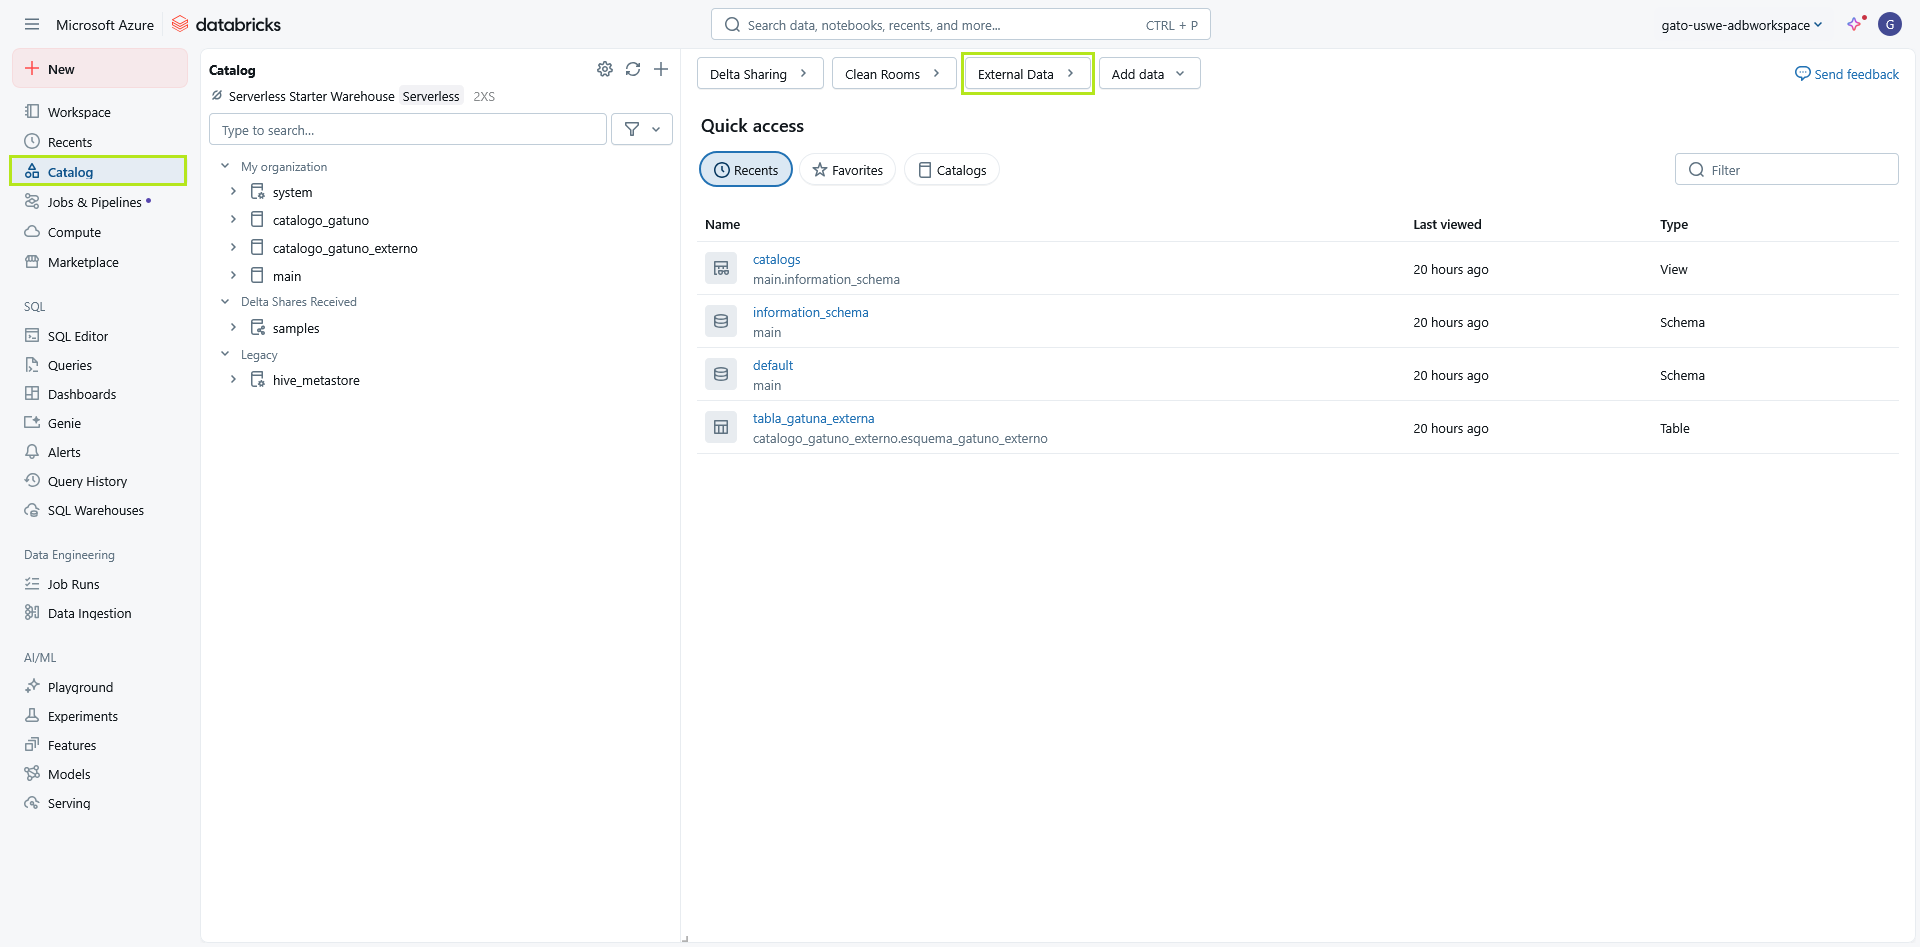 Microsoft Azure
databricks
Search data, notebooks, recents, and more...
CTRL + P
gato-uswe-adbworkspace
G
New
Workspace
Recents
Catalog
Jobs & Pipelines
Compute
Marketplace
SQL
SQL Editor
Queries
Dashboards
Genie
Alerts
Query History
SQL Warehouses
Data Engineering
Job Runs
Data Ingestion
AI/ML
Playground
Experiments
Features
Models
Serving
Catalog
Serverless Starter Warehouse Serverless 2XS
Type to search...
My organization
system
catalogo_gatuno
catalogo_gatuno_externo
main
Delta Shares Received
samples
Legacy
hive_metastore
Delta Sharing
Clean Rooms
External Data
Add data
Send feedback
Quick access
Recents
Favorites
Catalogs
Filter
Name Last viewed Type
catalogs
main.information_schema
20 hours ago
View
information_schema
main
20 hours ago
Schema
default
main
20 hours ago
Schema
tabla_gatuna_externa
catalogo_gatuno_externo.esquema_gatuno_externo
20 hours ago
Table